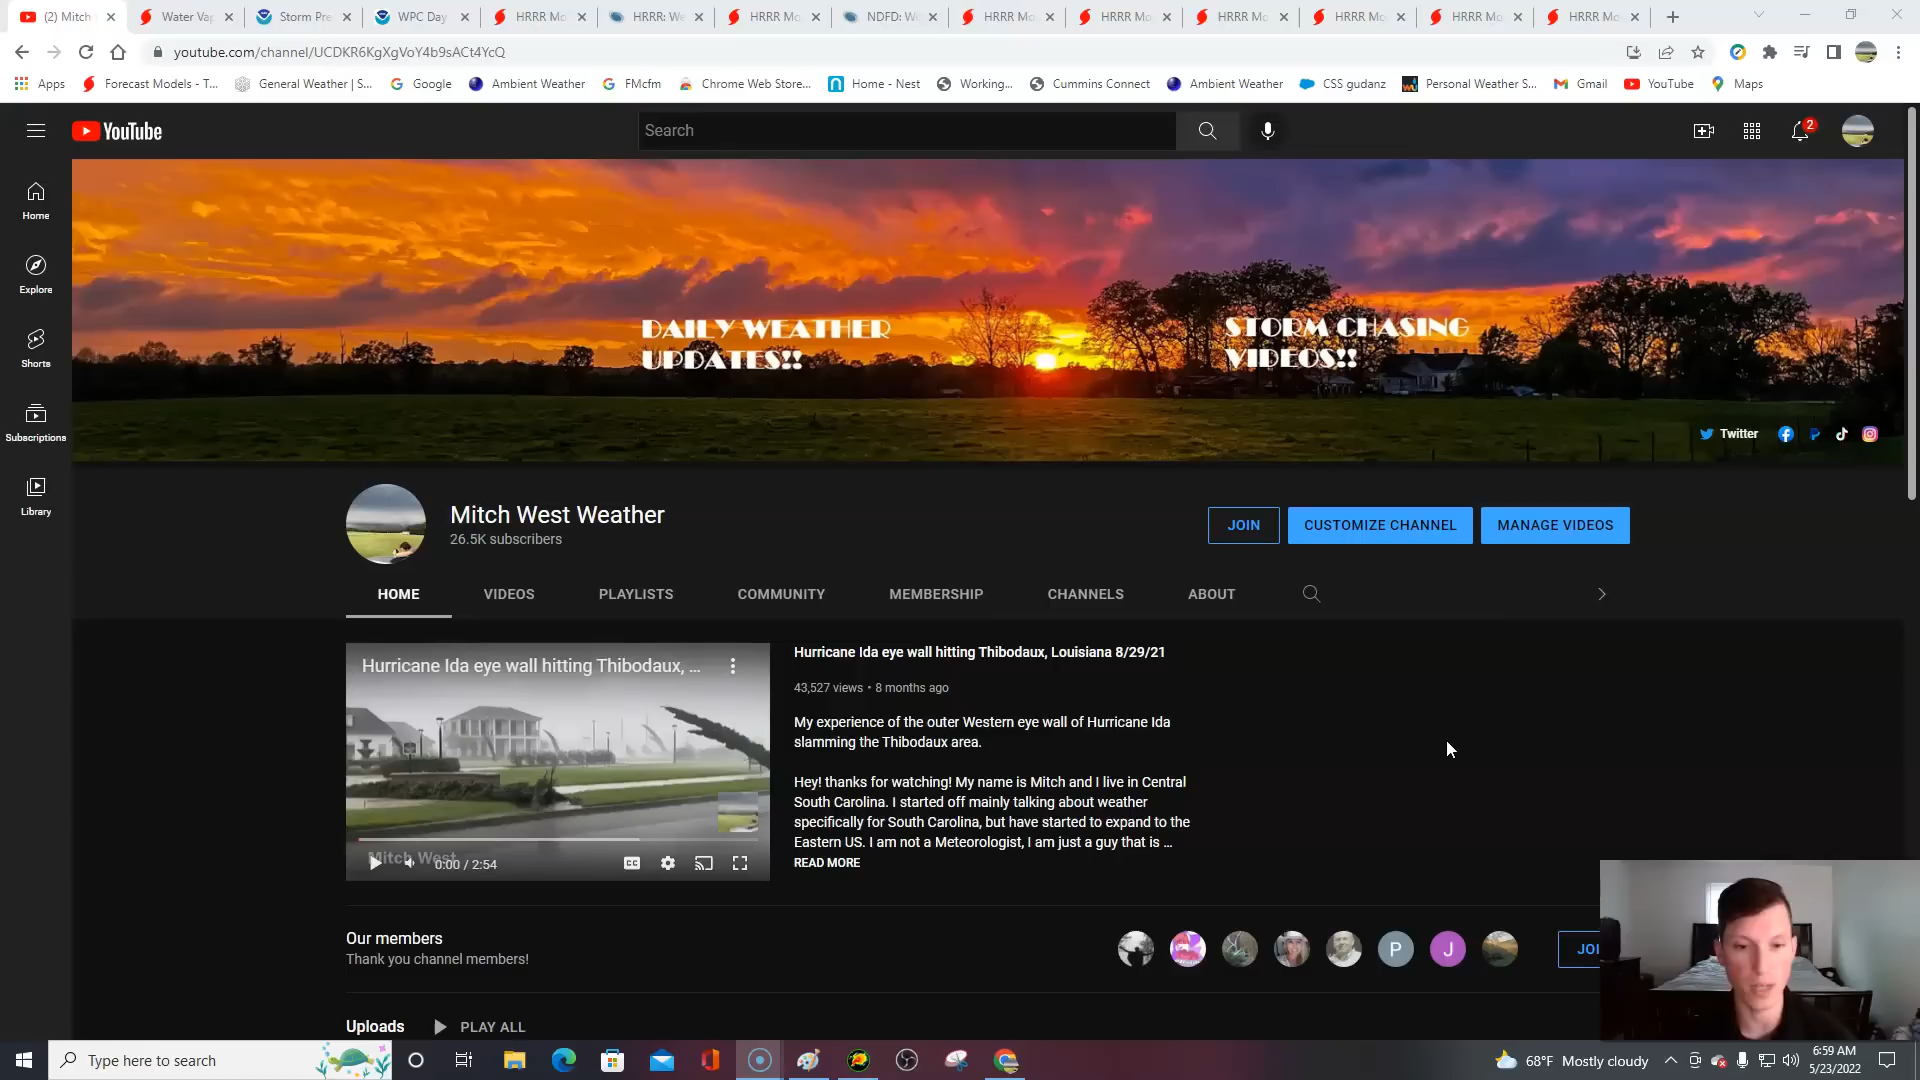 (2) Mitch
Water Va
Storm Pre
WPC Day
HRRR Mo
HRRR: We
HRRR Mo
NDFD: W
HRRR Mo
HRRR Mo
HRRR Mo
HRRR Mo
HRRR Mo
HRRR Mo
youtube.com/channel/UCDKR6KgXgVoY4b9sACt4YcQ
Apps
Forecast Models - T...
General Weather | S...
Google
Ambient Weather
FMcfm
Chrome Web Store...
Home - Nest
Working...
Cummins Connect
Ambient Weather
CSS gudanz
Personal Weather S...
Gmail
YouTube
Maps
YouTube
Search
2
Home
Explore
Shorts
Subscriptions
Library
DAILY WEATHER
UPDATES!!
STORM CHASING
VIDEOS!!
Twitter
Mitch West Weather
26.5K subscribers
JOIN
CUSTOMIZE CHANNEL
MANAGE VIDEOS
HOME
VIDEOS
PLAYLISTS
COMMUNITY
MEMBERSHIP
CHANNELS
ABOUT
Hurricane Ida eye wall hitting Thibodaux, ...
Mitch West
0:00 / 2:54
CC
Hurricane Ida eye wall hitting Thibodaux, Louisiana 8/29/21
43,527 views • 8 months ago
My experience of the outer Western eye wall of Hurricane Ida
slamming the Thibodaux area.
Hey! thanks for watching! My name is Mitch and I live in Central
South Carolina. I started off mainly talking about weather
specifically for South Carolina, but have started to expand to the
Eastern US. I am not a Meteorologist, I am just a guy that is ...
READ MORE
Our members
Thank you channel members!
P
J
JOI
Uploads
PLAY ALL
Type here to search
68°F Mostly cloudy
6:59 AM
5/23/2022